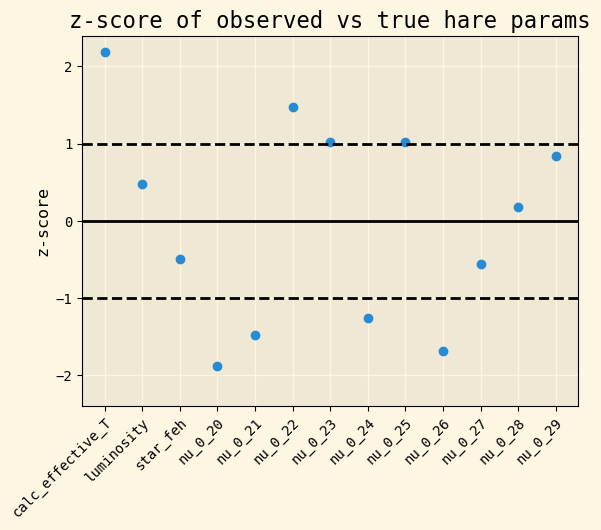 z-score of observed vs true hare params
z-score
2
1
0
−1
−2
calc_effective_T
luminosity
star_feh
nu_0_20
nu_0_21
nu_0_22
nu_0_23
nu_0_24
nu_0_25
nu_0_26
nu_0_27
nu_0_28
nu_0_29